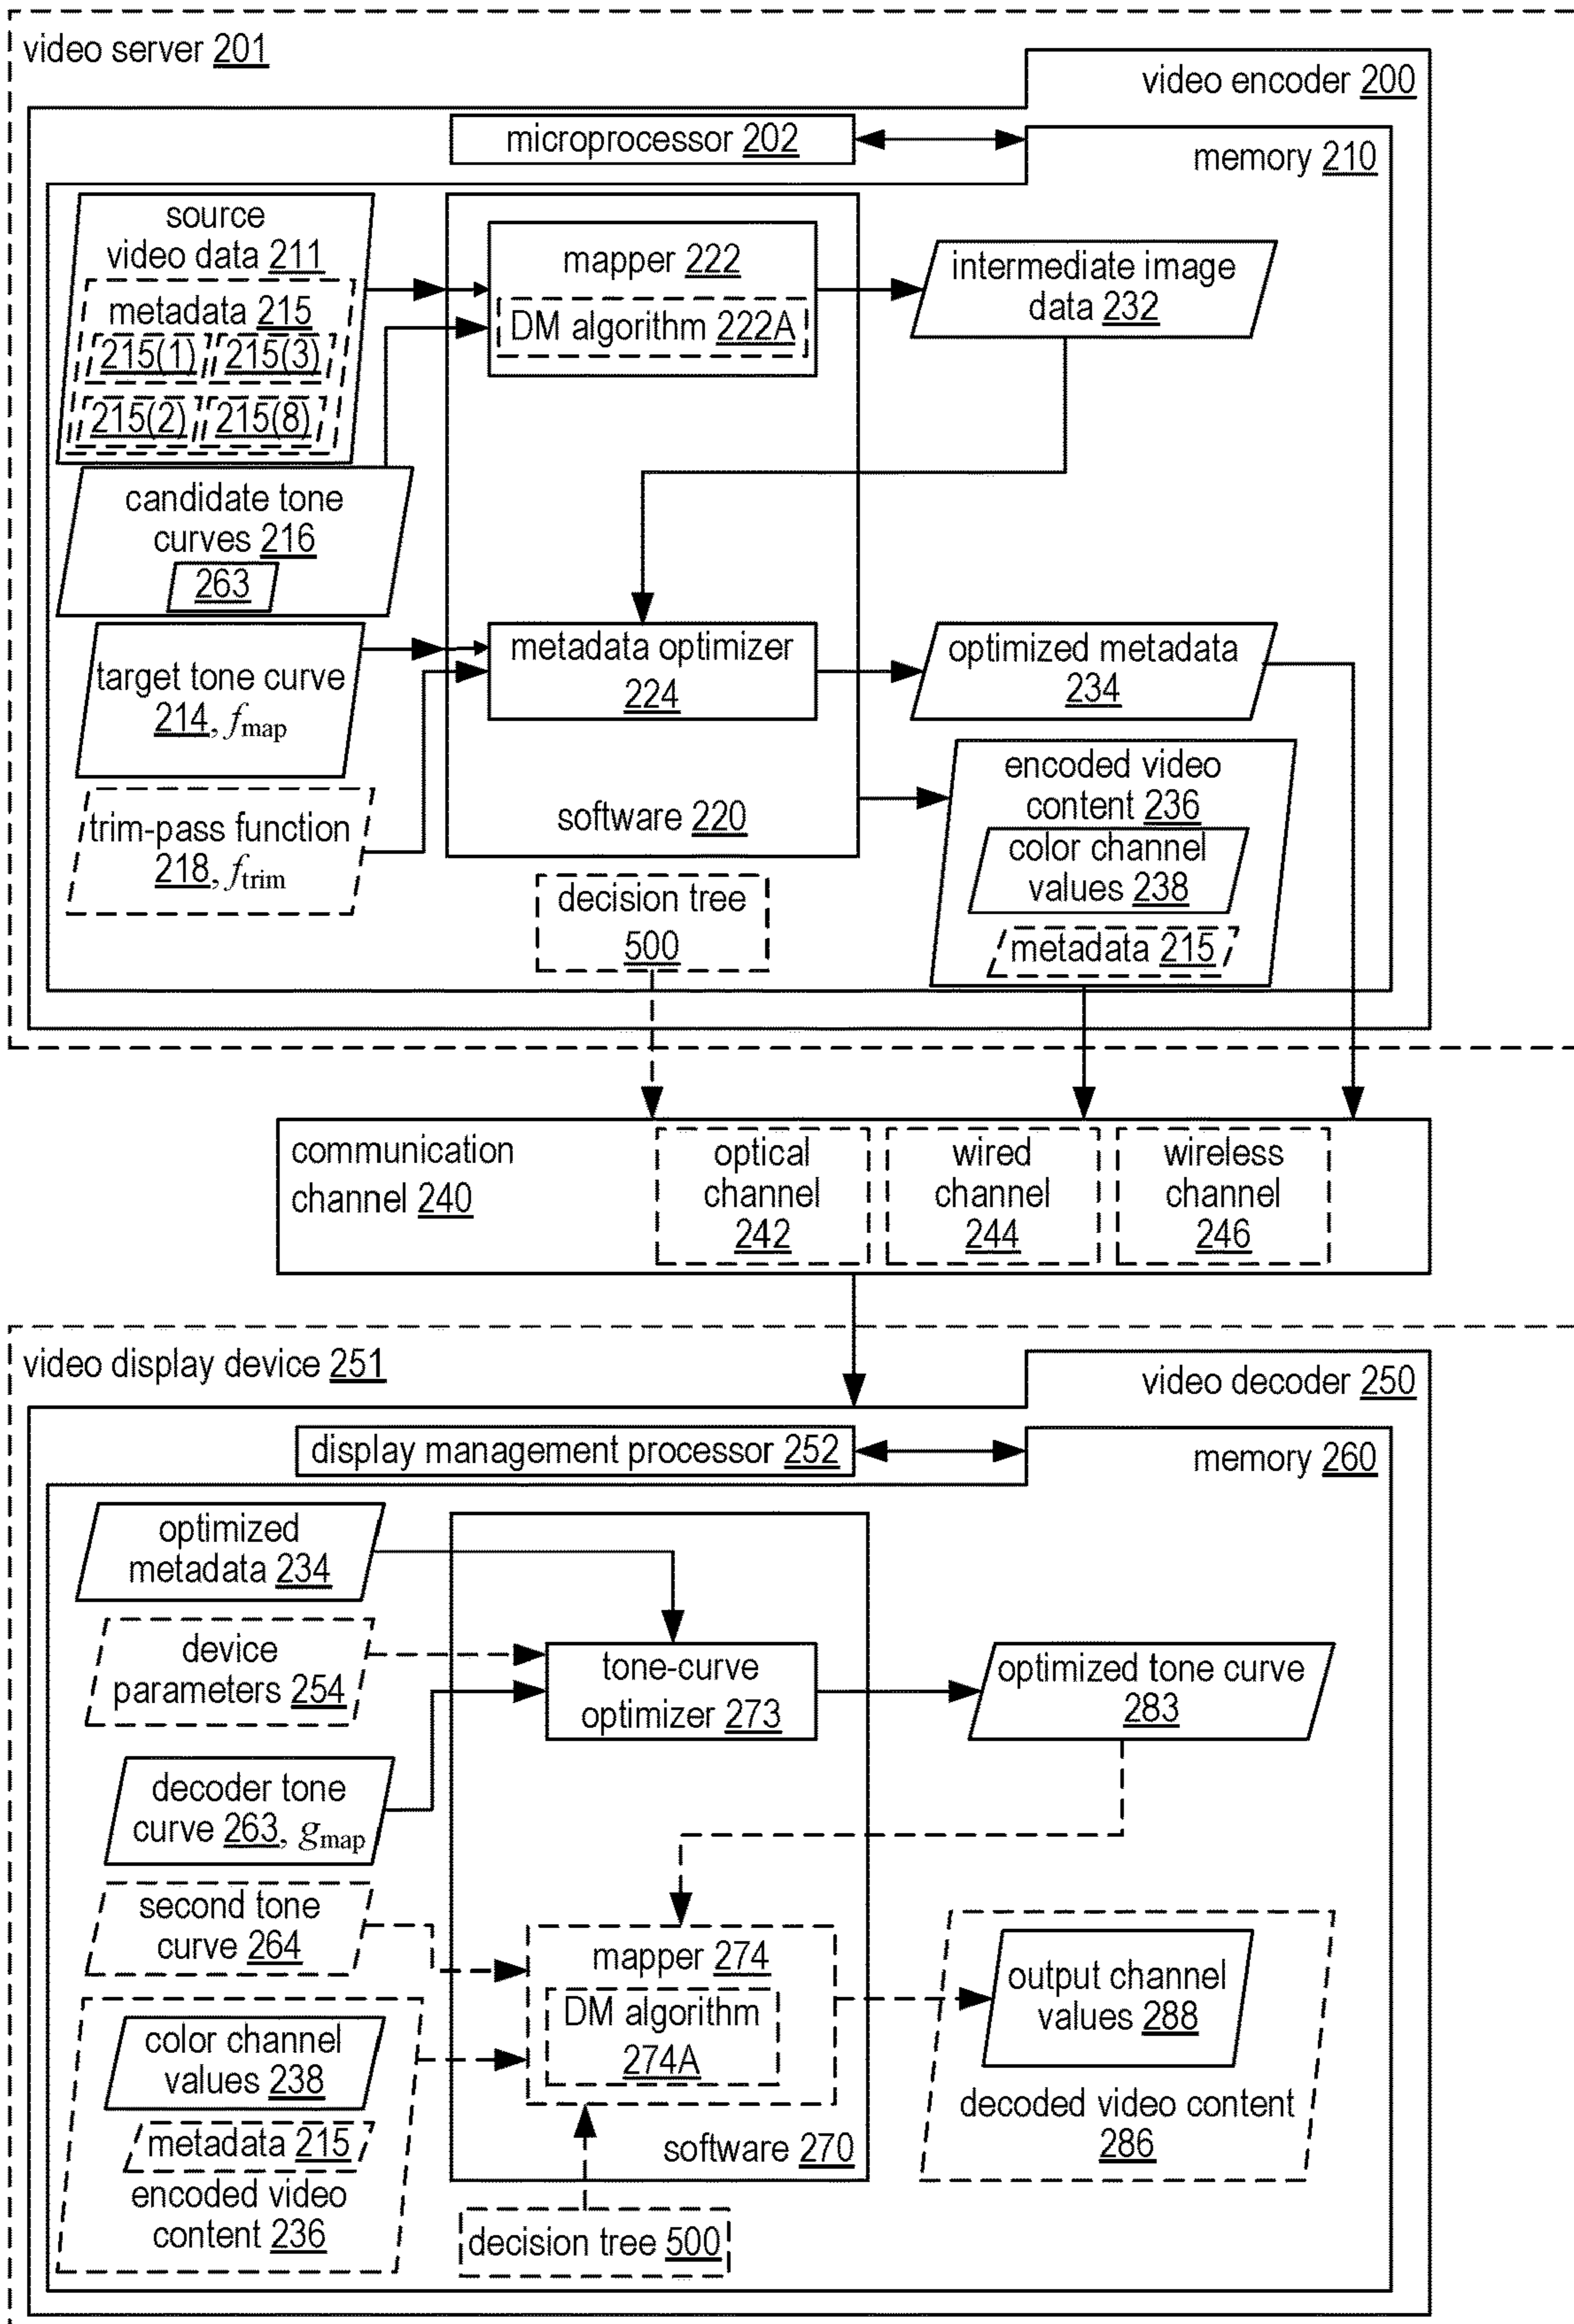 video server 201
video encoder 200
microprocessor 202
memory 210
source
video data 211
metadata 215
215(1) 215(3)
215(2) 215(8)
mapper 222
DM algorithm 222A
intermediate image
data 232
candidate tone
curves 216
263
target tone curve
214, fmap
metadata optimizer
224
optimized metadata
234
trim-pass function
218, ftrim
software 220
encoded video
content 236
color channel
values 238
metadata 215
decision tree
500
communication
channel 240
optical
channel
242
wired
channel
244
wireless
channel
246
video display device 251
video decoder 250
display management processor 252
memory 260
optimized
metadata 234
device
parameters 254
tone-curve
optimizer 273
optimized tone curve
283
decoder tone
curve 263, gmap
second tone
curve 264
mapper 274
DM algorithm
274A
output channel
values 288
decoded video content
286
color channel
values 238
metadata 215
encoded video
content 236
software 270
decision tree 500